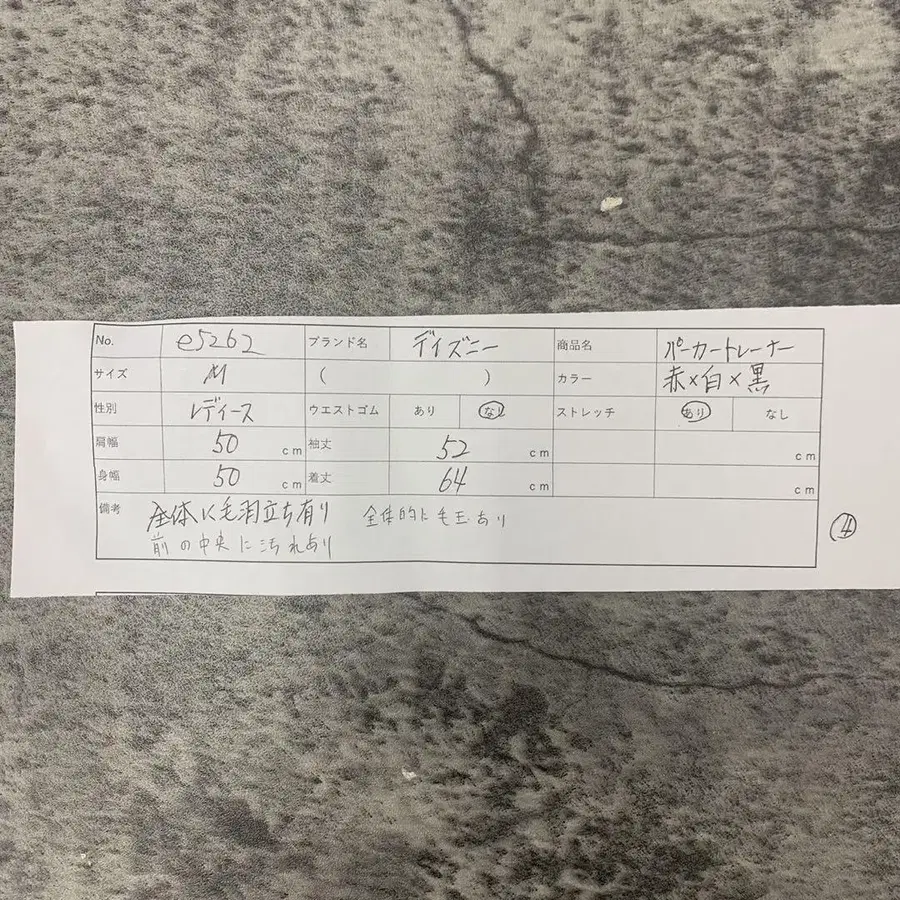 No. e5262 ブランド名 ディズニー 商品名 パーカートレーナー
サイズ M ( ) カラー 赤×白×黒
性別 レディース ウエストゴム あり なし ストレッチ あり なし
肩幅 50 cm 袖丈 52 cm cm
身幅 50 cm 着丈 64 cm cm
備考 全体に毛羽立ち有り 全体的に毛玉あり
前の中央に汚れあり
④